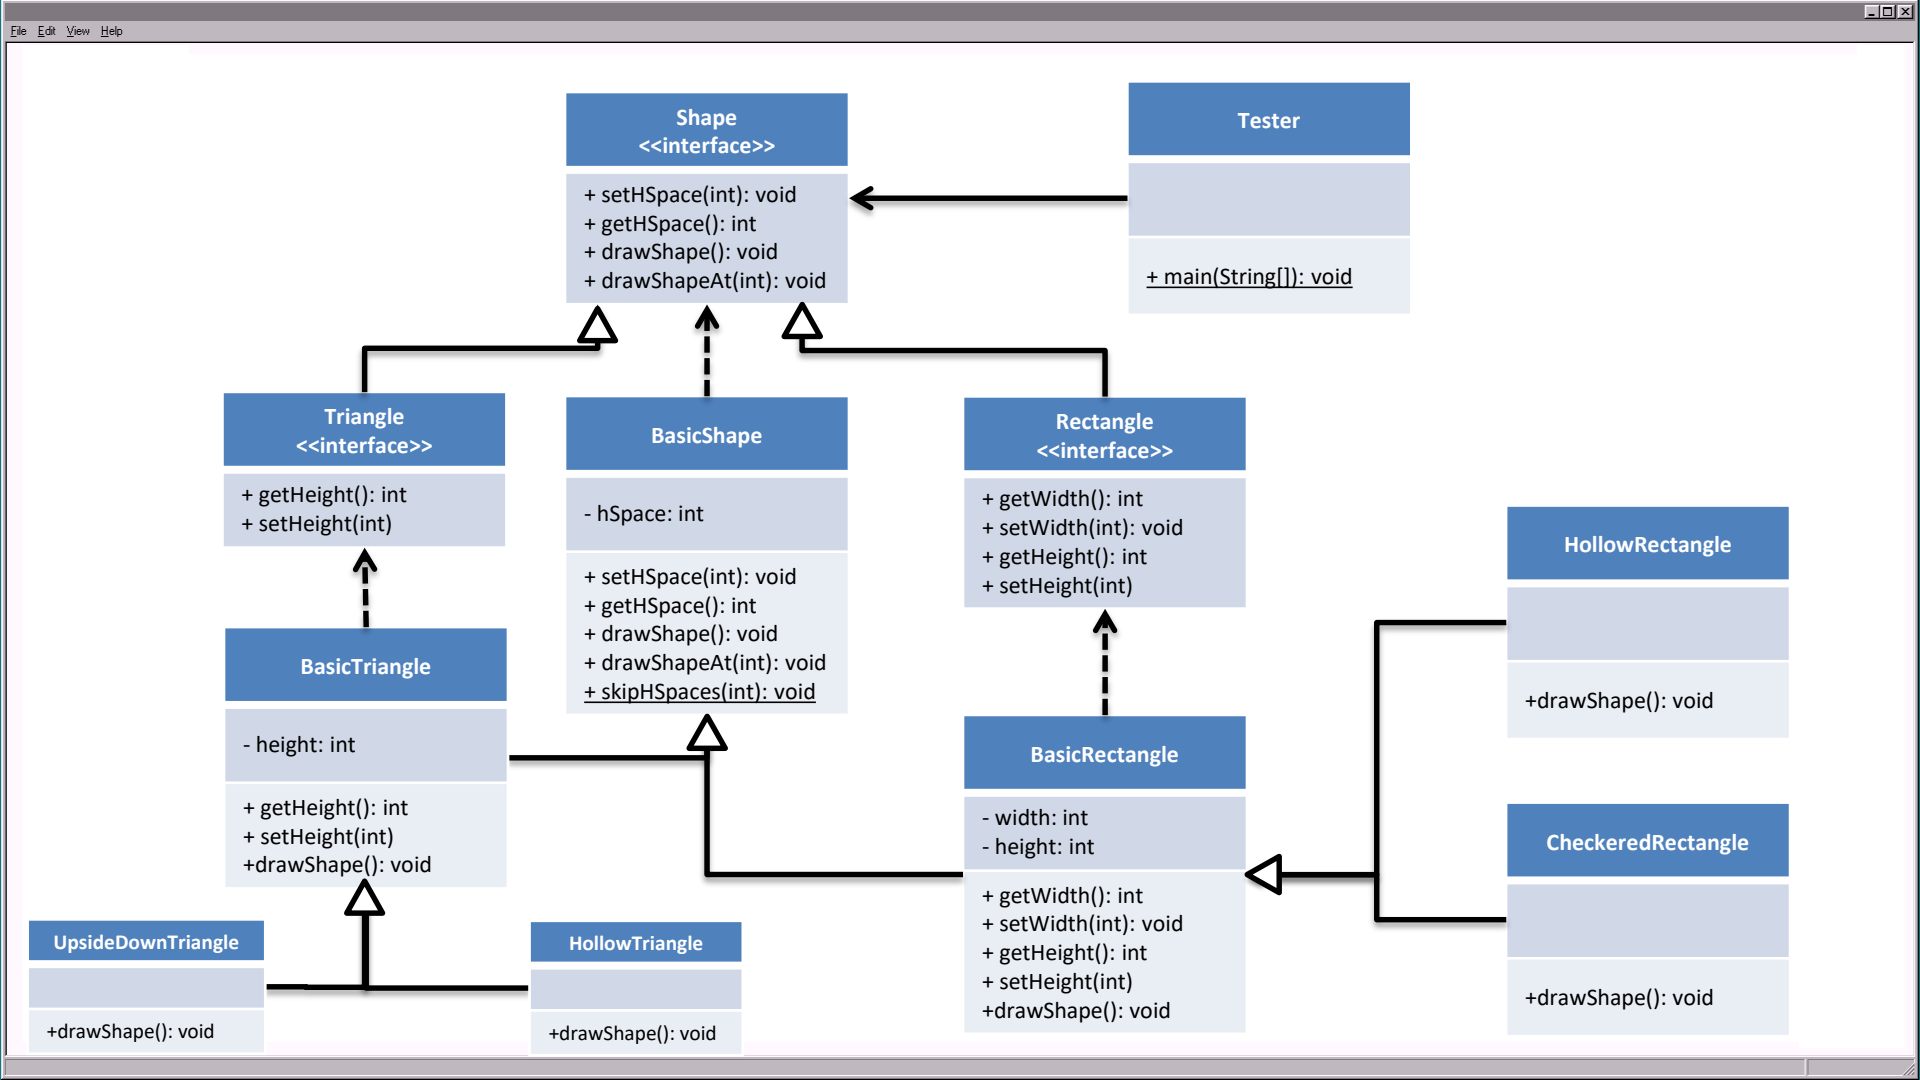 File Edit View Help
Shape
<<interface>>
+ setHSpace(int): void
+ getHSpace(): int
+ drawShape(): void
+ drawShapeAt(int): void
Tester
+ main(String[]): void
Triangle
<<interface>>
+ getHeight(): int
+ setHeight(int)
BasicShape
- hSpace: int
+ setHSpace(int): void
+ getHSpace(): int
+ drawShape(): void
+ drawShapeAt(int): void
+ skipHSpaces(int): void
Rectangle
<<interface>>
+ getWidth(): int
+ setWidth(int): void
+ getHeight(): int
+ setHeight(int)
HollowRectangle
+drawShape(): void
BasicTriangle
- height: int
+ getHeight(): int
+ setHeight(int)
+drawShape(): void
BasicRectangle
- width: int
- height: int
+ getWidth(): int
+ setWidth(int): void
+ getHeight(): int
+ setHeight(int)
+drawShape(): void
CheckeredRectangle
+drawShape(): void
UpsideDownTriangle
+drawShape(): void
HollowTriangle
+drawShape(): void